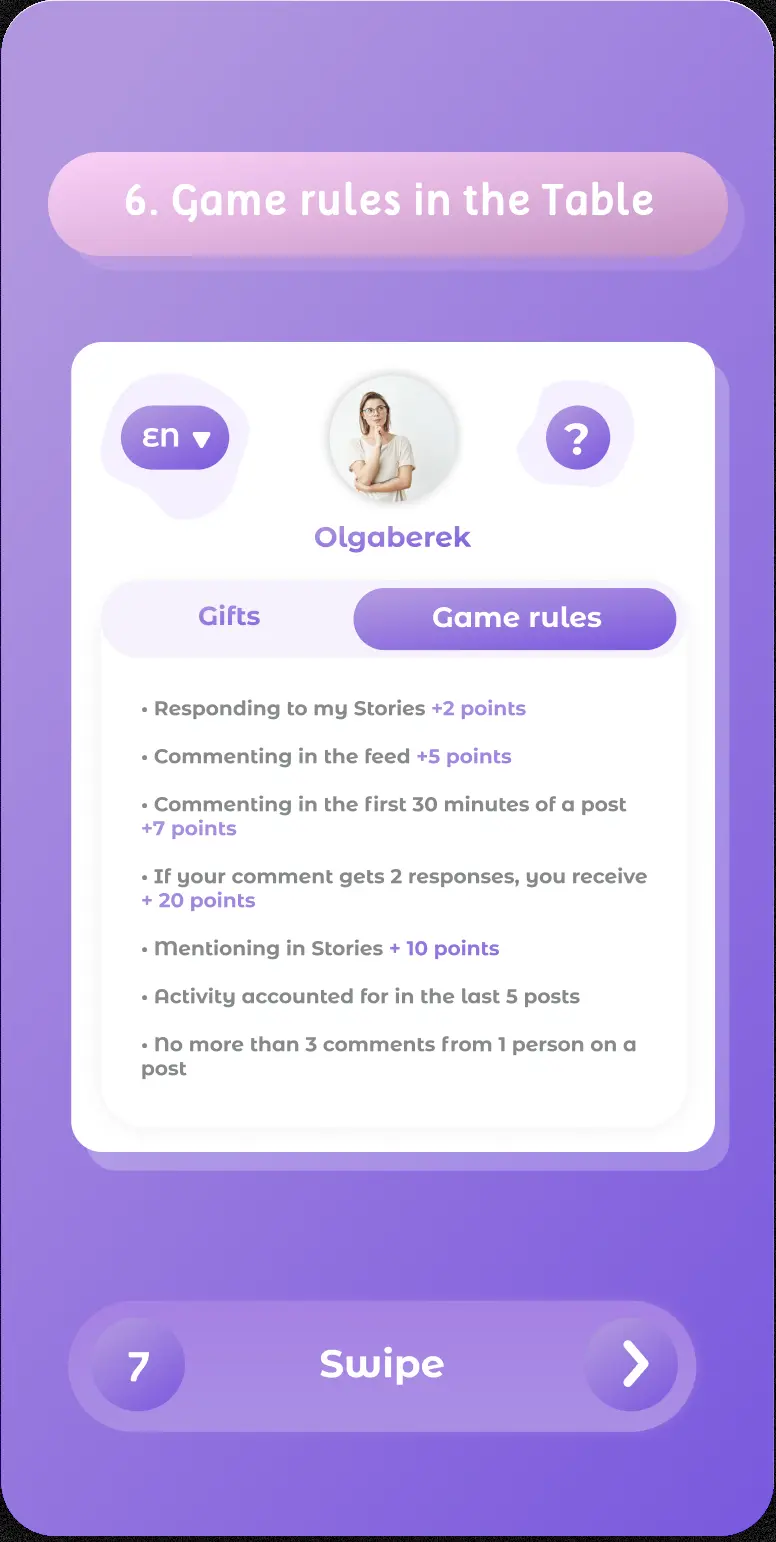 6. Game rules in the Table
EN
?
Olgaberek
Gifts
Game rules
• Responding to my Stories +2 points
• Commenting in the feed +5 points
• Commenting in the first 30 minutes of a post
+7 points
• If your comment gets 2 responses, you receive
+ 20 points
• Mentioning in Stories + 10 points
• Activity accounted for in the last 5 posts
• No more than 3 comments from 1 person on a
post
7
Swipe